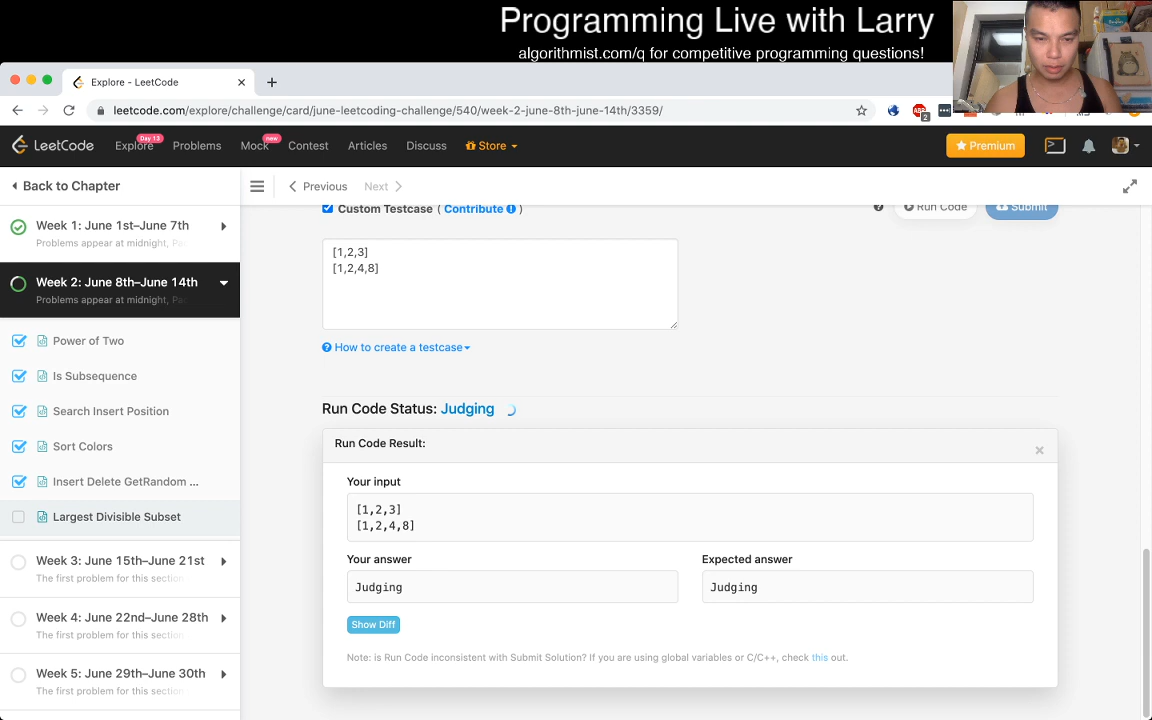 Programming Live with Larry
algorithmist.com/q for competitive programming questions!
Explore - LeetCode
leetcode.com/explore/challenge/card/june-leetcoding-challenge/540/week-2-june-8th-june-14th/3359/
2
LeetCode
Explore
Day 13
Problems
Mock
new
Contest
Articles
Discuss
Store
Premium
Back to Chapter
Previous
Next
Week 1: June 1st–June 7th
Problems appear at midnight,
Week 2: June 8th–June 14th
Problems appear at midnight,
Power of Two
Is Subsequence
Search Insert Position
Sort Colors
Insert Delete GetRandom ...
Largest Divisible Subset
Week 3: June 15th–June 21st
The first problem for this section
Week 4: June 22nd–June 28th
The first problem for this section
Week 5: June 29th–June 30th
The first problem for this section
Custom Testcase ( Contribute )
Run Code
Submit
[1,2,3]
[1,2,4,8]
How to create a testcase
Run Code Status: Judging
Run Code Result:
Your input
[1,2,3]
[1,2,4,8]
Your answer
Judging
Expected answer
Judging
Show Diff
Note: is Run Code inconsistent with Submit Solution? If you are using global variables or C/C++, check this out.